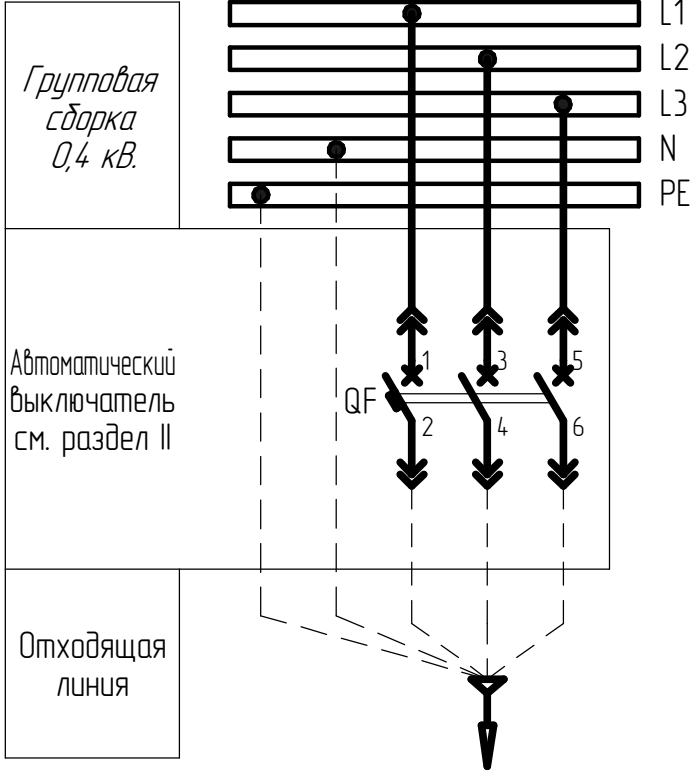 Групповая
сборка
0,4 кВ.
L1
L2
L3
N
PE
Автоматический
выключатель
см. раздел II
QF
1
3
5
2
4
6
Отходящая
линия